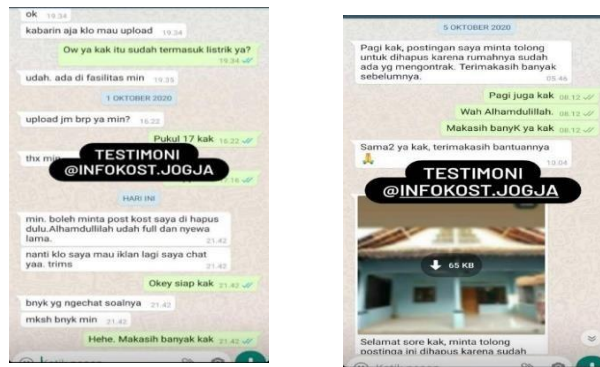 ok 19.34
kabarin aja klo mau upload 19.34
Ow ya kak itu sudah termasuk listrik ya?
19.34
udah. ada di fasilitas min 19.35
1 OKTOBER 2020
upload jm brp ya min? 16.22
Pukul 17 kak 16.22
thx min
TESTIMONI
@INFOKOST.JOGJA
HARI INI
min. boleh minta post kost saya di hapus
dulu.Alhamdullilah udah full dan nyewa
lama. 21.42
nanti klo saya mau iklan lagi saya chat
yaa. trims 21.42
Okey siap kak 21.42
bnyk yg ngechat soalnya 21.42
mksh bnyk min 21.42
Hehe. Makasih banyak kak 21.42
5 OKTOBER 2020
Pagi kak, postingan saya minta tolong
untuk dihapus karena rumahnya sudah
ada yg mengontrak. Terimakasih banyak
sebelumnya. 05.46
Pagi juga kak 08.12
Wah Alhamdulillah. 08.12
Makasih banyK ya kak 08.12
Sama2 ya kak, terimakasih bantuannya
19.04
TESTIMONI
@INFOKOST.JOGJA
65 KB
Selamat sore kak, minta tolong
postinga ini dihapus karena sudah